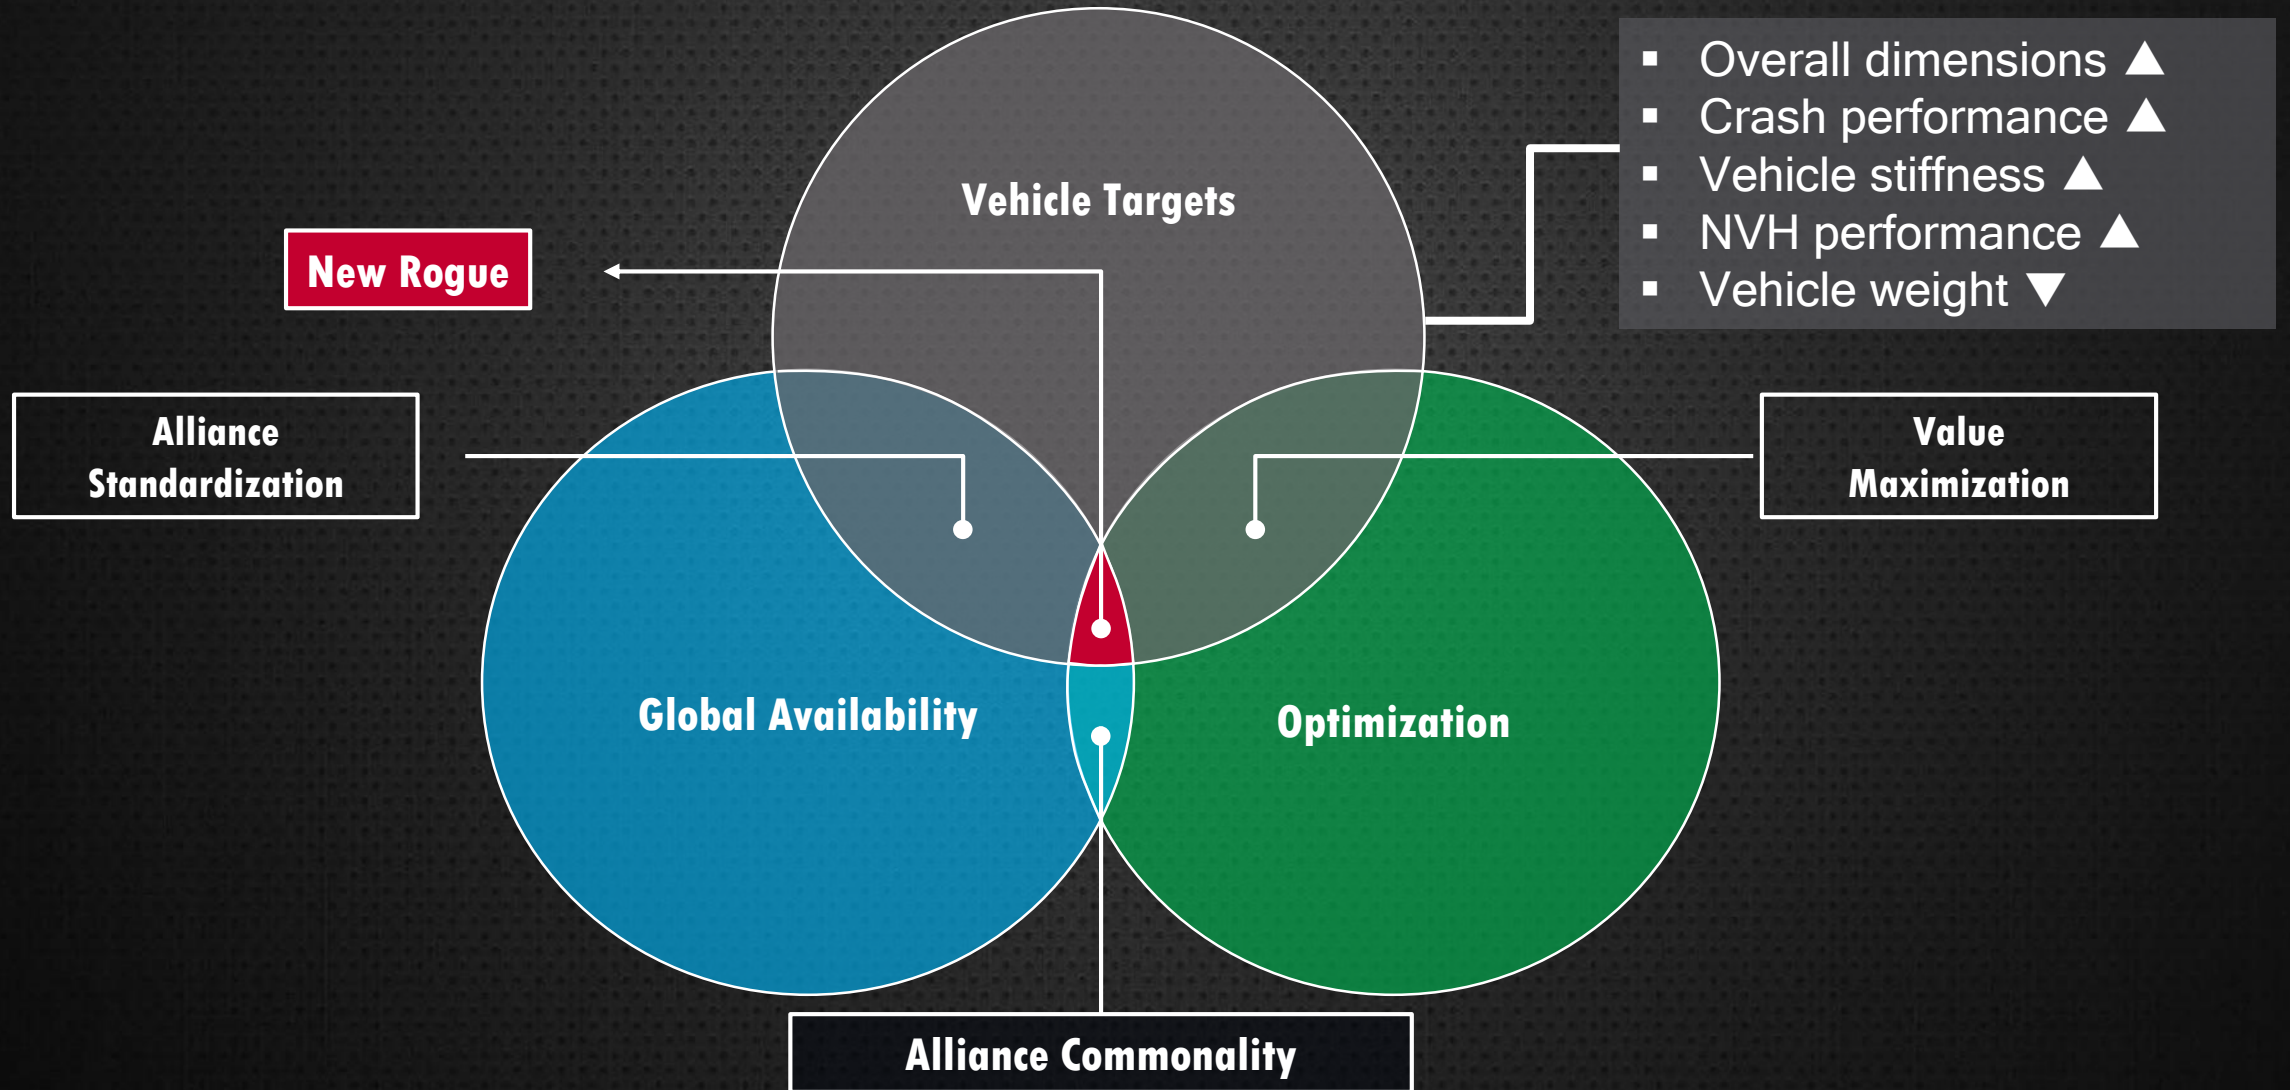 Overall dimensions ▲
Crash performance ▲
Vehicle stiffness ▲
NVH performance ▲
Vehicle weight ▼
Vehicle Targets
New Rogue
Alliance
Standardization
Value
Maximization
Global Availability
Optimization
Alliance Commonality